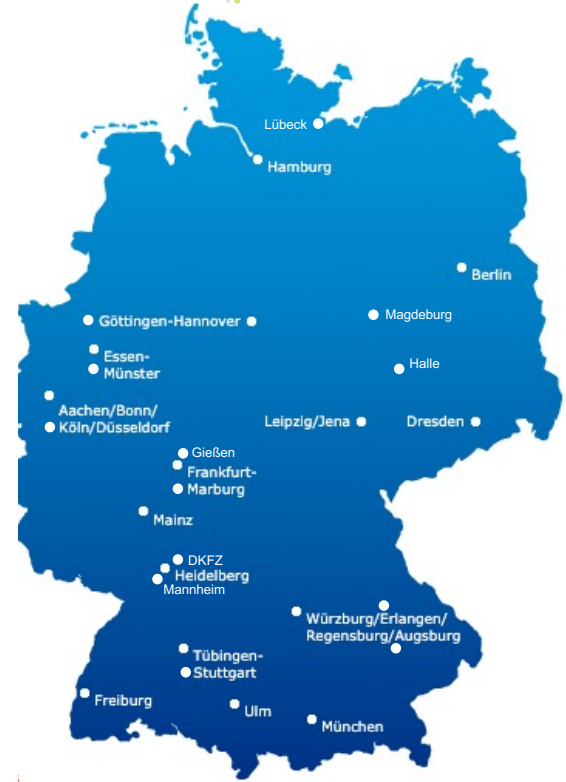 Lübeck
Hamburg
Berlin
Göttingen-Hannover
Magdeburg
Essen-
Münster
Halle
Aachen/Bonn/
Köln/Düsseldorf
Leipzig/Jena
Dresden
Gießen
Frankfurt-
Marburg
Mainz
DKFZ
Heidelberg
Mannheim
Würzburg/Erlangen/
Regensburg/Augsburg
Tübingen-
Stuttgart
Freiburg
Ulm
München